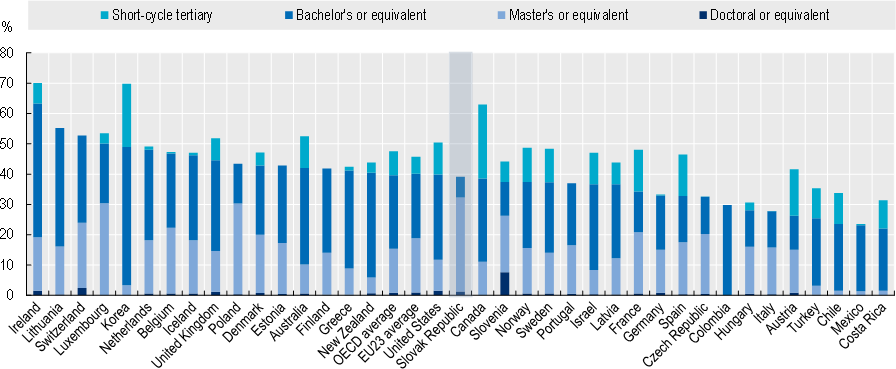 Short-cycle tertiary Bachelor's or equivalent Master's or equivalent Doctoral or equivalent
%
80
70
60
50
40
30
20
10
0
Ireland
Lithuania
Switzerland
Luxembourg
Korea
Netherlands
Belgium
Iceland
United Kingdom
Poland
Denmark
Estonia
Australia
Finland
Greece
New Zealand
OECD average
EU23 average
United States
Slovak Republic
Canada
Slovenia
Norway
Sweden
Portugal
Israel
Latvia
France
Germany
Spain
Czech Republic
Colombia
Hungary
Italy
Austria
Turkey
Chile
Mexico
Costa Rica